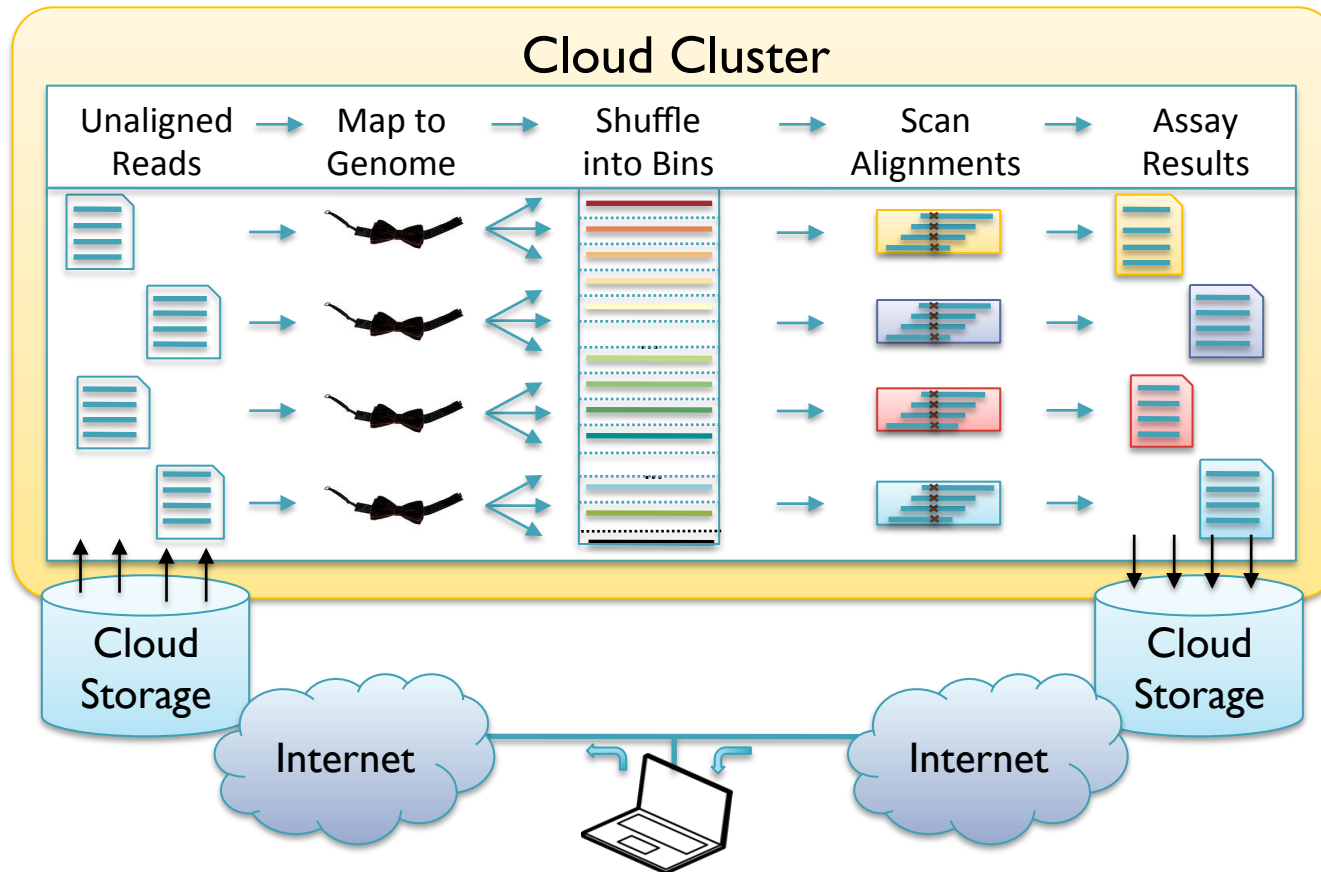 Cloud Cluster
Unaligned
Reads
Map to
Genome
Shuffle
into Bins
Scan
Alignments
Assay
Results
...
...
Cloud
Storage
Cloud
Storage
Internet
Internet